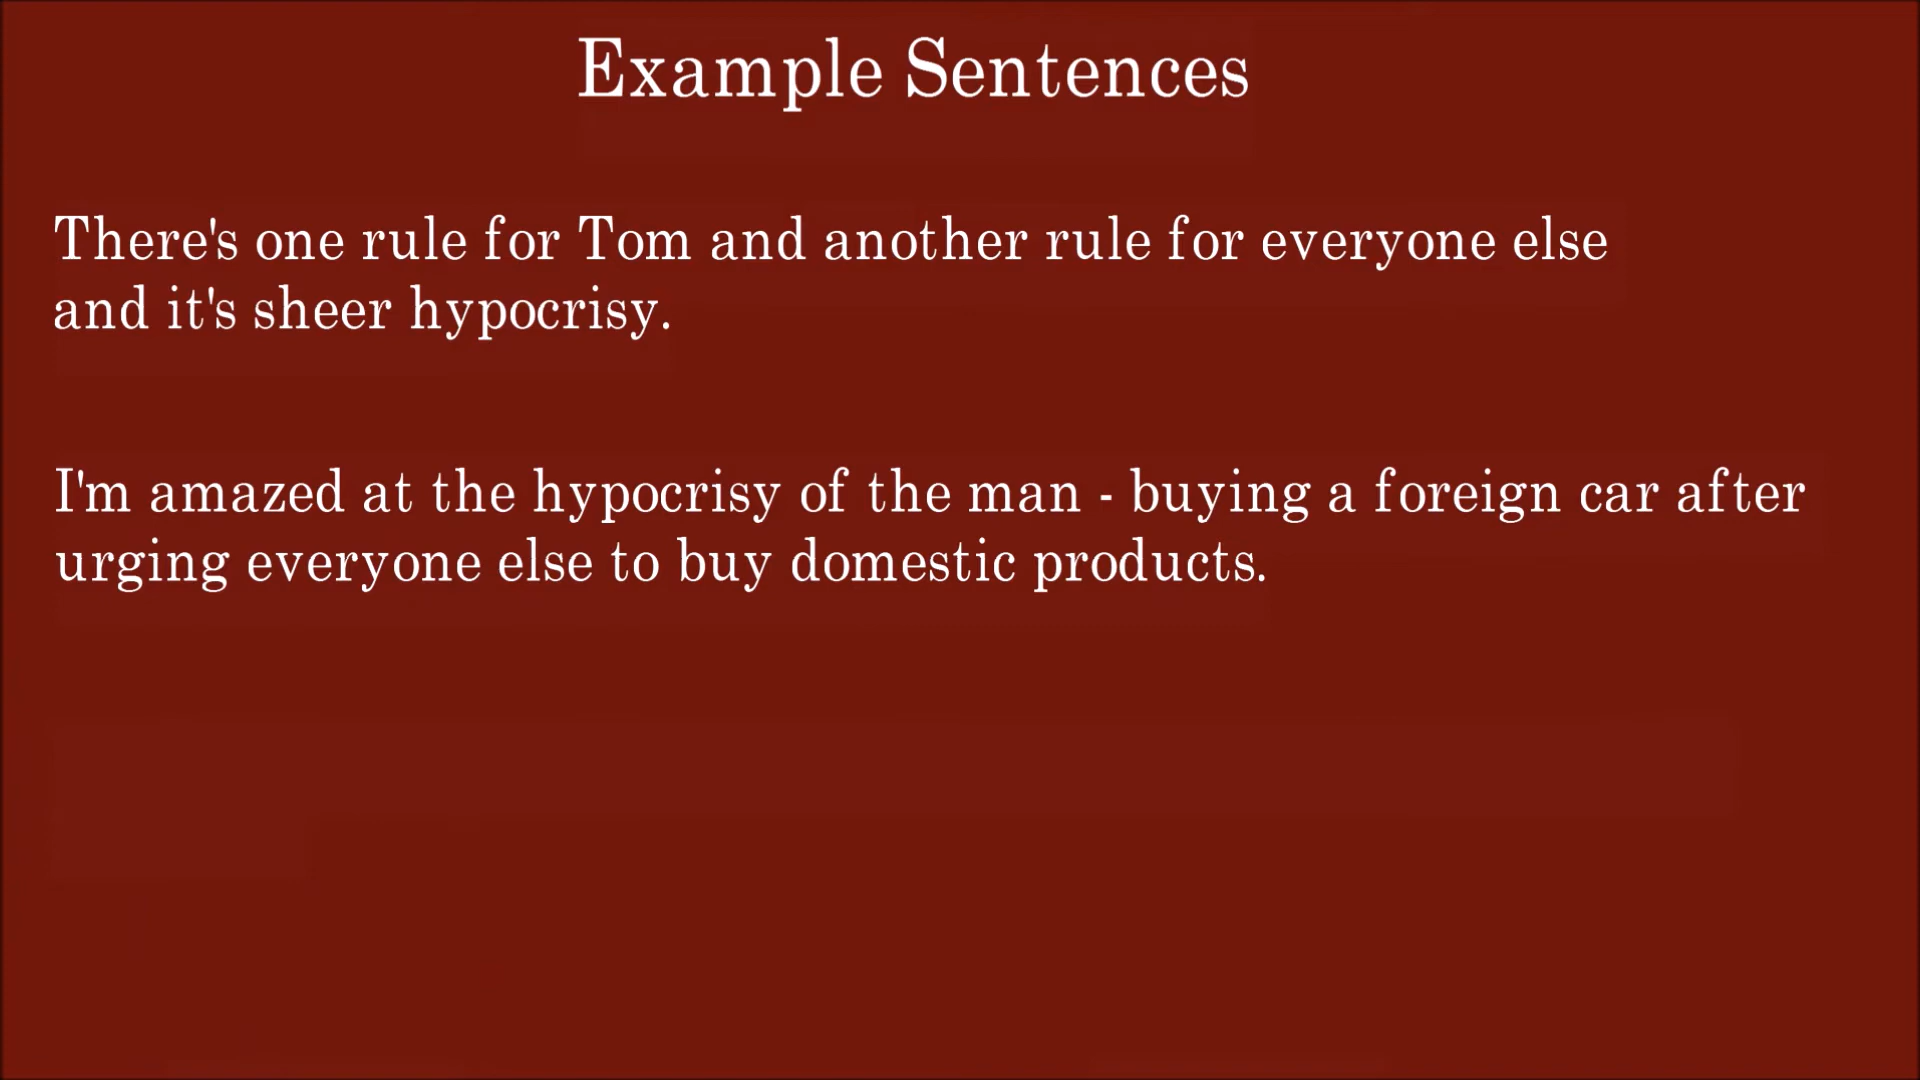 Example Sentences
There's one rule for Tom and another rule for everyone else
and it's sheer hypocrisy.
I'm amazed at the hypocrisy of the man - buying a foreign car after
urging everyone else to buy domestic products.